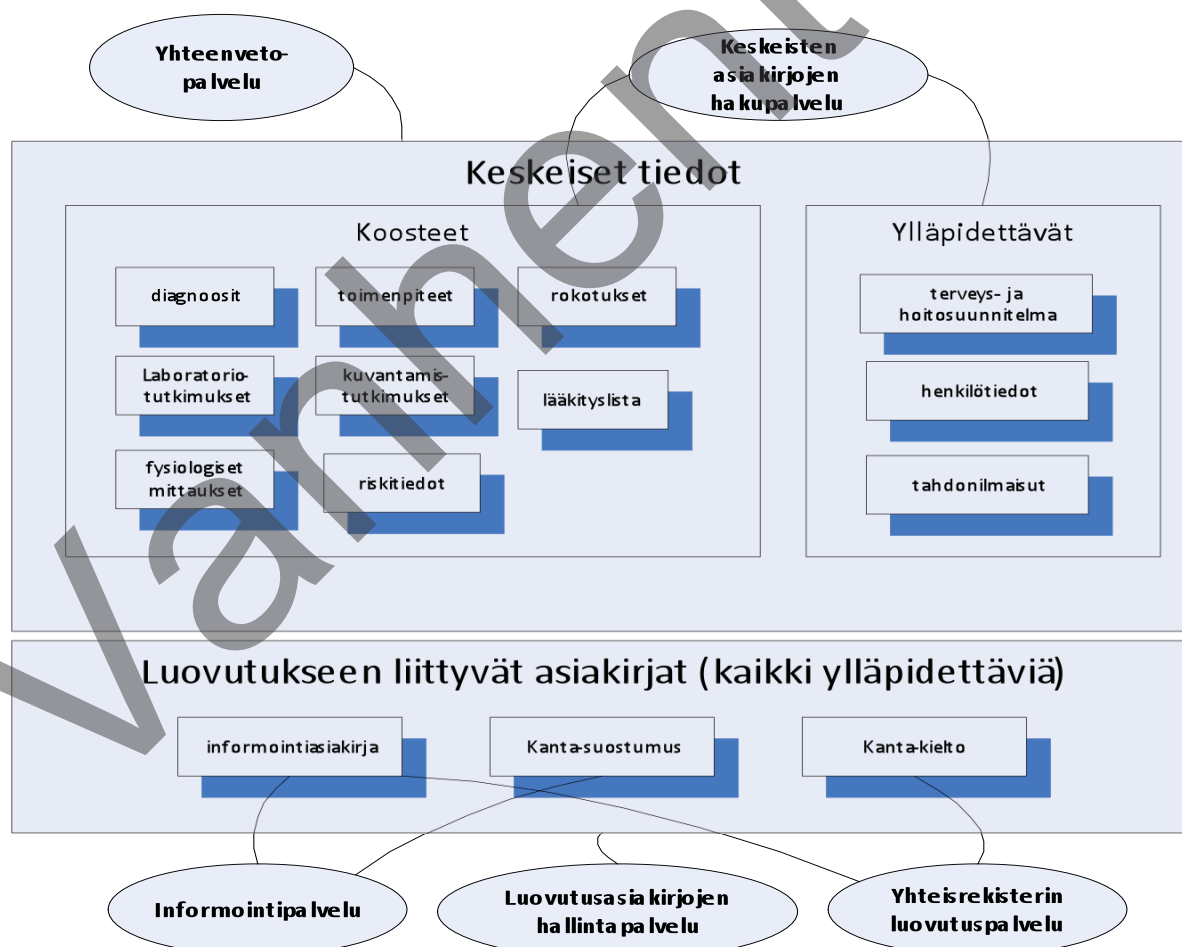 Yhteenveto-
palvelu
Keskeisten
asiakirjojen
hakupalvelu
Keskeiset tiedot
Koosteet
Ylläpidettävät
diagnoosit
toimenpiteet
rokotukset
terveys- ja
hoitosuunnitelma
Laboratorio-
tutkimukset
kuvantamis-
tutkimukset
lääkityslista
henkilötiedot
fysiologiset
mittaukset
riskitiedot
tahdonilmaisut
Luovutukseen liittyvät asiakirjat (kaikki ylläpidettäviä)
informointiasiakirja
Kanta-suostumus
Kanta-kielto
Informointipalvelu
Luovutusasiakirjojen
hallintapalvelu
Yhteisrekisterin
luovutuspalvelu